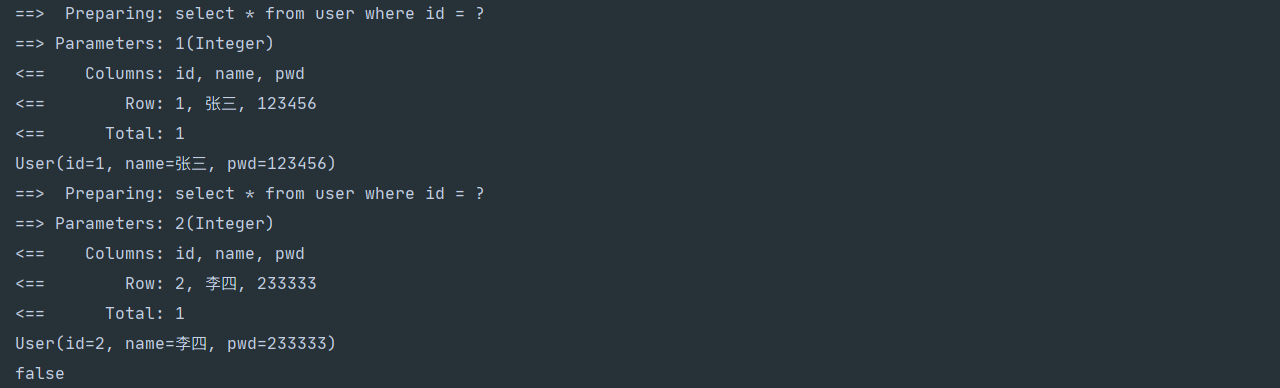 ==>  Preparing: select * from user where id = ?
==> Parameters: 1(Integer)
<==    Columns: id, name, pwd
<==        Row: 1, 张三, 123456
<==      Total: 1
User(id=1, name=张三, pwd=123456)
==>  Preparing: select * from user where id = ?
==> Parameters: 2(Integer)
<==    Columns: id, name, pwd
<==        Row: 2, 李四, 233333
<==      Total: 1
User(id=2, name=李四, pwd=233333)
false